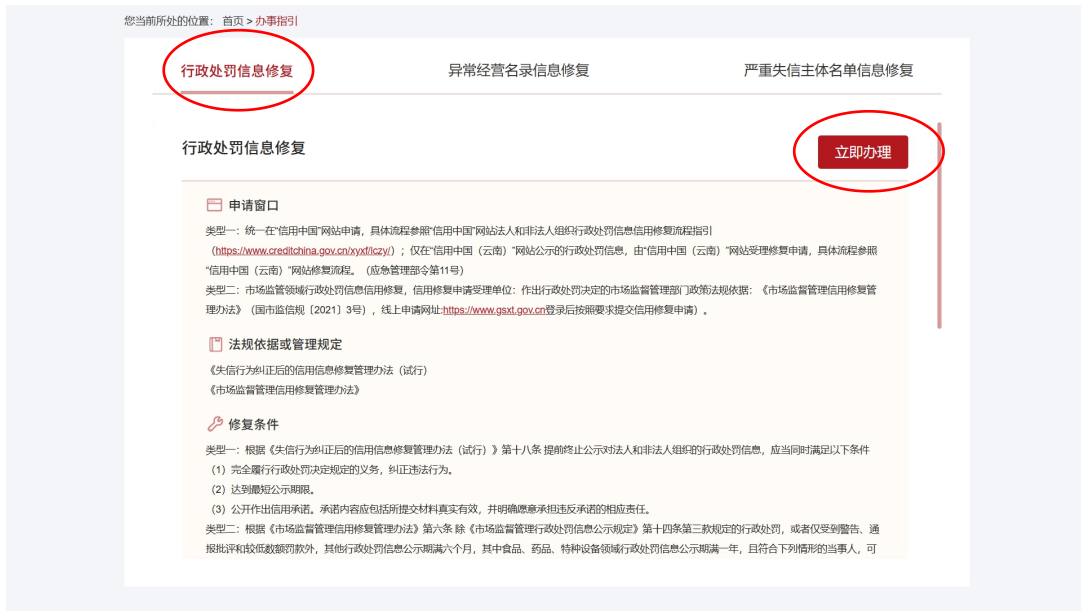 您当前所处的位置： 首页 > 办事指引
行政处罚信息修复
异常经营名录信息修复
严重失信主体名单信息修复
行政处罚信息修复
立即办理
申请窗口
类型一：统一在“信用中国”网站申请，具体流程参照“信用中国”网站法人和非法人组织行政处罚信息信用修复流程指引
（https://www.creditchina.gov.cn/xyxf/lczy/）；仅在“信用中国（云南）”网站公示的行政处罚信息，由“信用中国（云南）”网站受理修复申请，具体流程参照
“信用中国（云南）”网站修复流程。（应急管理部令第11号）
类型二：市场监管领域行政处罚信息信用修复，信用修复申请受理单位：作出行政处罚决定的市场监督管理部门政策法规依据：《市场监督管理信用修复管
理办法》（国市监信规〔2021〕3号），线上申请网址:https://www.gsxt.gov.cn登录后按照要求提交信用修复申请）。
法规依据或管理规定
《失信行为纠正后的信用信息修复管理办法（试行）
《市场监督管理信用修复管理办法》
修复条件
类型一：根据《失信行为纠正后的信用信息修复管理办法（试行）》第十八条 提前终止公示对法人和非法人组织的行政处罚信息，应当同时满足以下条件
（1）完全履行行政处罚决定规定的义务，纠正违法行为。
（2）达到最短公示期限。
（3）公开作出信用承诺。承诺内容应包括所提交材料真实有效，并明确愿意承担违反承诺的相应责任。
类型二：根据《市场监督管理信用修复管理办法》第六条 除《市场监督管理行政处罚信息公示规定》第十四条第三款规定的行政处罚，或者仅受到警告、通
报批评和较低数额罚款外，其他行政处罚信息公示期满六个月，其中食品、药品、特种设备领域行政处罚信息公示期满一年，且符合下列情形的当事人，可